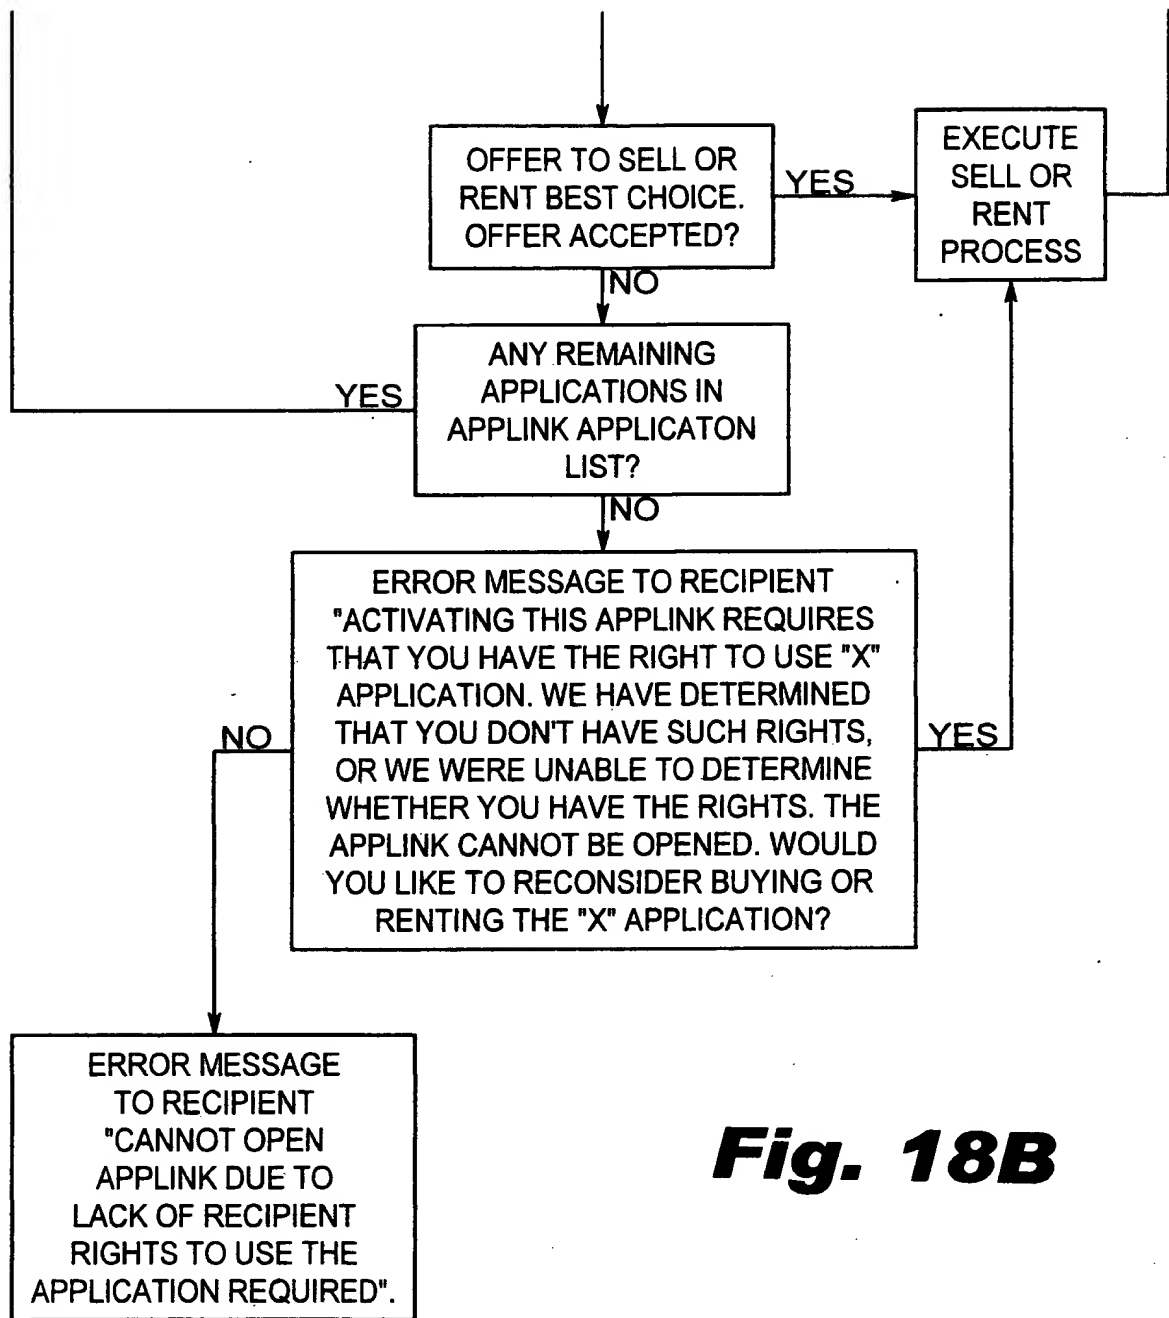 OFFER TO SELL OR
RENT BEST CHOICE.
OFFER ACCEPTED?
YES
EXECUTE
SELL OR
RENT
PROCESS
NO
ANY REMAINING
APPLICATIONS IN
APPLINK APPLICATON
LIST?
YES
NO
ERROR MESSAGE TO RECIPIENT
"ACTIVATING THIS APPLINK REQUIRES
THAT YOU HAVE THE RIGHT TO USE "X"
APPLICATION. WE HAVE DETERMINED
THAT YOU DON'T HAVE SUCH RIGHTS,
OR WE WERE UNABLE TO DETERMINE
WHETHER YOU HAVE THE RIGHTS. THE
APPLINK CANNOT BE OPENED. WOULD
YOU LIKE TO RECONSIDER BUYING OR
RENTING THE "X" APPLICATION?
NO
YES
ERROR MESSAGE
TO RECIPIENT
"CANNOT OPEN
APPLINK DUE TO
LACK OF RECIPIENT
RIGHTS TO USE THE
APPLICATION REQUIRED".
Fig. 18B